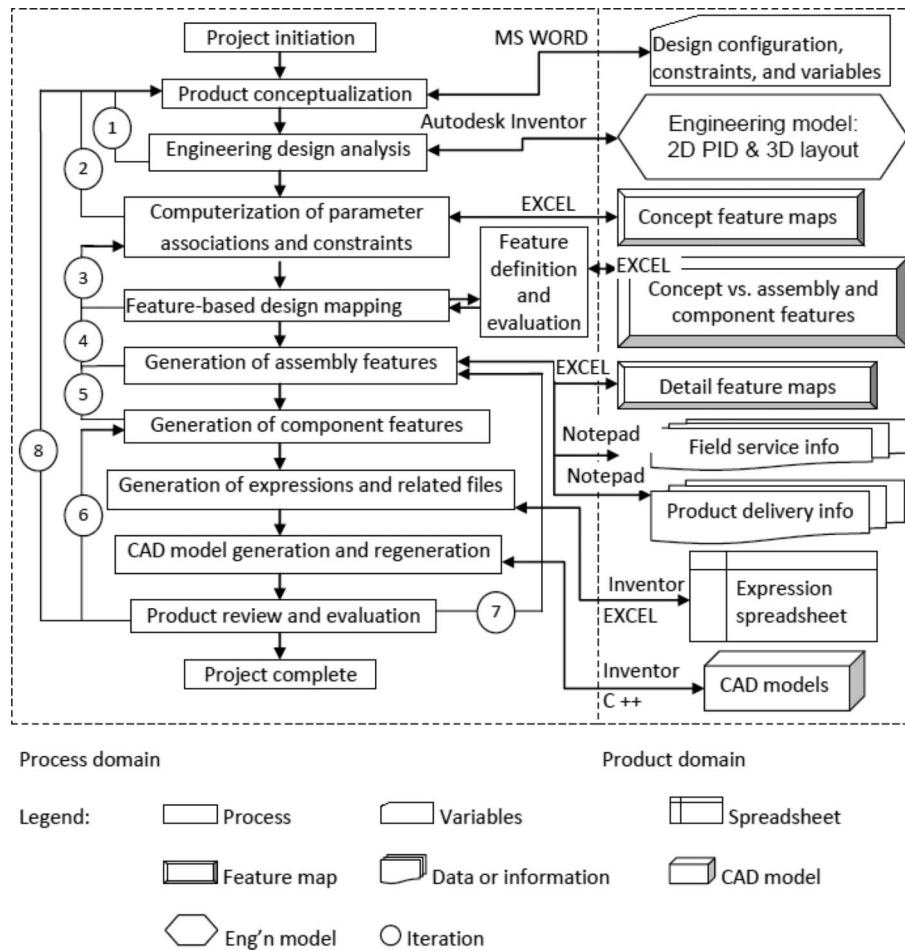 Project initiation
MS WORD
Design configuration,
constraints, and variables
Product conceptualization
1
Autodesk Inventor
Engineering model:
2D PID & 3D layout
Engineering design analysis
2
Computerization of parameter
associations and constraints
EXCEL
Concept feature maps
3
Feature
definition
and
evaluation
EXCEL
Concept vs. assembly and
component features
Feature-based design mapping
4
Generation of assembly features
EXCEL
Detail feature maps
5
Generation of component features
Notepad
Field service info
8
Notepad
Generation of expressions and related files
Product delivery info
6
CAD model generation and regeneration
Inventor
EXCEL
Expression
spreadsheet
Product review and evaluation
7
Project complete
Inventor
C ++
CAD models
Process domain
Product domain
Legend:
Process
Variables
Spreadsheet
Feature map
Data or information
CAD model
Eng'n model
Iteration